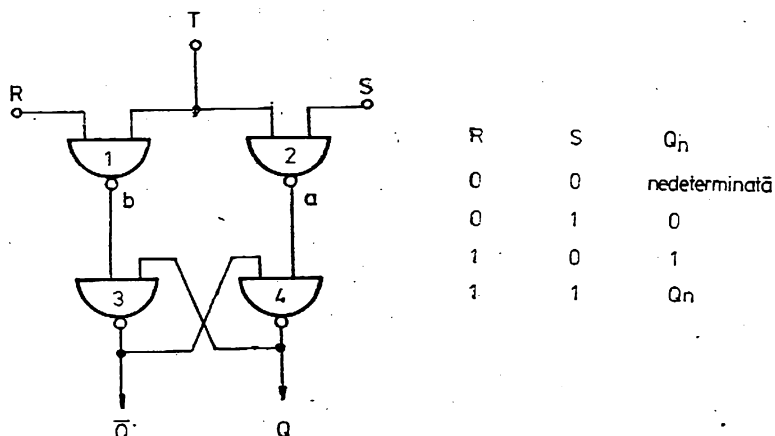 T
R
S
1
2
b
a
3
4
Q̅
Q
R S Qn
0 0 nedeterminată
0 1 0
1 0 1
1 1 Qn